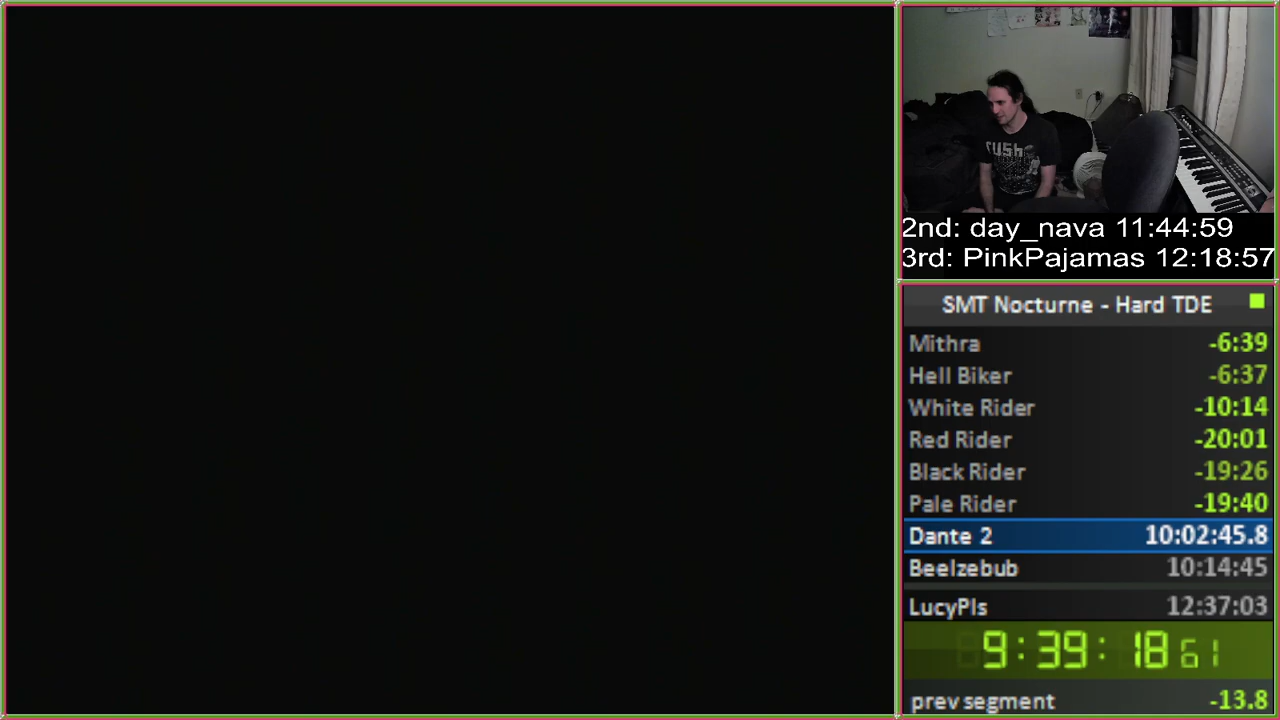 RUSH
2nd: day_nava 11:44:59
3rd: PinkPajamas 12:18:57
SMT Nocturne - Hard TDE
Mithra -6:39
Hell Biker -6:37
White Rider -10:14
Red Rider -20:01
Black Rider -19:26
Pale Rider -19:40
Dante 2 10:02:45.8
Beelzebub 10:14:45
LucyPls 12:37:03
9:39:18 61
prev segment -13.8